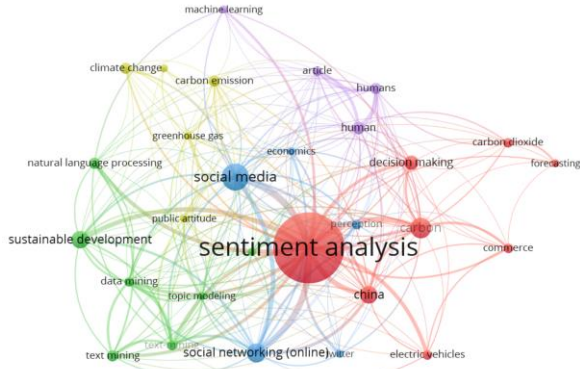 machine learning
climate change
article
carbon emission
humans
greenhouse gas
human
carbon dioxide
economics
natural language processing
decision making
forecasting
social media
public attitude
perception
carbon
sustainable development
sentiment analysis
commerce
data mining
topic modeling
china
text mining
text mining
social networking (online)
electric vehicles